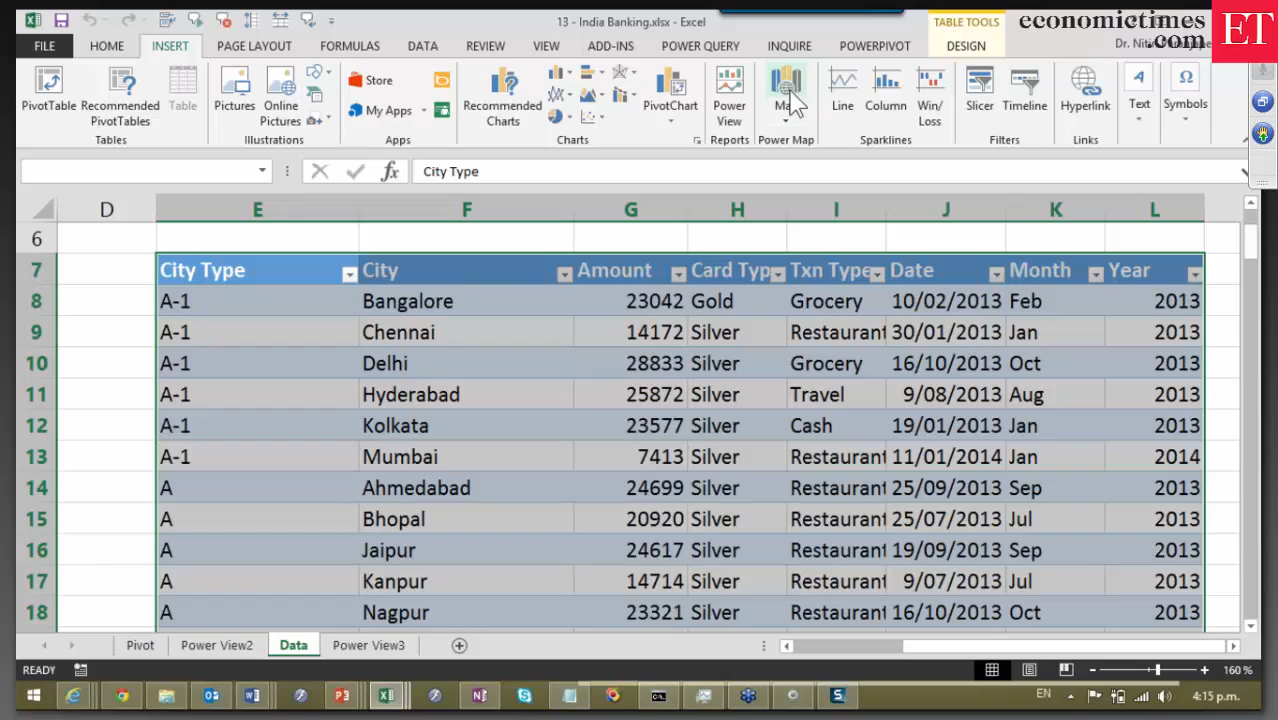 13 - India Banking.xlsx - Excel
TABLE TOOLS
economictimes
.com
ET
FILE HOME INSERT PAGE LAYOUT FORMULAS DATA REVIEW VIEW ADD-INS POWER QUERY INQUIRE POWERPIVOT DESIGN
PivotTable Recommended PivotTables Table
Tables
Pictures Online Pictures
Illustrations
Store
My Apps
Apps
Recommended Charts
PivotChart
Charts
Power View
Reports
Power Map
Line Column Win/ Loss
Sparklines
Slicer Timeline
Filters
Hyperlink
Links
A Text
Ω Symbols
fx City Type
D E F G H I J K L
6
7 City Type City Amount Card Typ Txn Type Date Month Year
8 A-1 Bangalore 23042 Gold Grocery 10/02/2013 Feb 2013
9 A-1 Chennai 14172 Silver Restaurant 30/01/2013 Jan 2013
10 A-1 Delhi 28833 Silver Grocery 16/10/2013 Oct 2013
11 A-1 Hyderabad 25872 Silver Travel 9/08/2013 Aug 2013
12 A-1 Kolkata 23577 Silver Cash 19/01/2013 Jan 2013
13 A-1 Mumbai 7413 Silver Restaurant 11/01/2014 Jan 2014
14 A Ahmedabad 24699 Silver Restaurant 25/09/2013 Sep 2013
15 A Bhopal 20920 Silver Restaurant 25/07/2013 Jul 2013
16 A Jaipur 24617 Silver Restaurant 19/09/2013 Sep 2013
17 A Kanpur 14714 Silver Restaurant 9/07/2013 Jul 2013
18 A Nagpur 23321 Silver Restaurant 16/10/2013 Oct 2013
Pivot Power View2 Data Power View3
READY 160 %
EN 4:15 p.m.